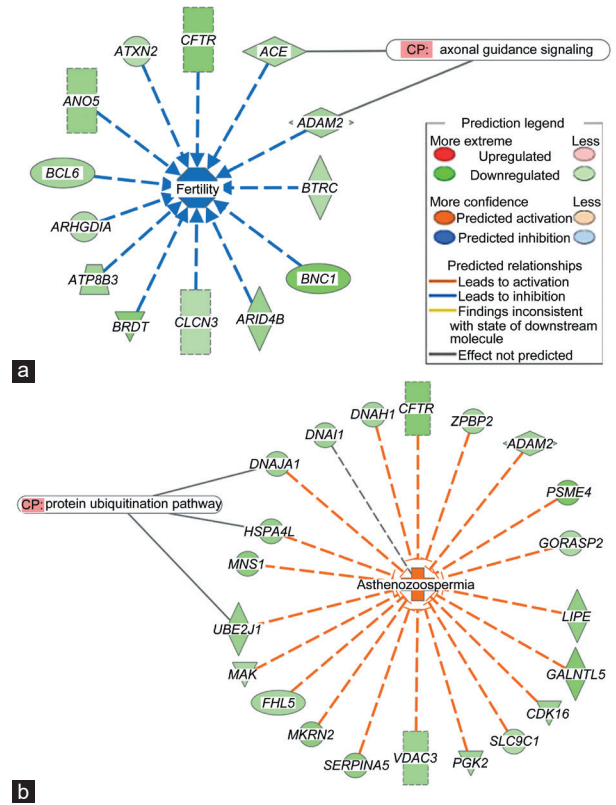 a
CFTR
ATXN2
ACE
CP: axonal guidance signaling
ANO5
ADAM2
BCL6
Fertility
BTRC
ARHGDIA
ATP8B3
BNC1
BRDT
CLCN3
ARID4B
Prediction legend
More extreme Less
Upregulated
Downregulated
More confidence Less
Predicted activation
Predicted inhibition
Predicted relationships
Leads to activation
Leads to inhibition
Findings inconsistent
with state of downstream
molecule
Effect not predicted
b
DNAH1
CFTR
ZPBP2
DNAI1
ADAM2
DNAJA1
PSME4
CP: protein ubiquitination pathway
HSPA4L
GORASP2
MNS1
Asthenozoospermia
UBE2J1
LIPE
MAK
GALNTL5
FHL5
CDK16
MKRN2
SLC9C1
SERPINA5
VDAC3
PGK2